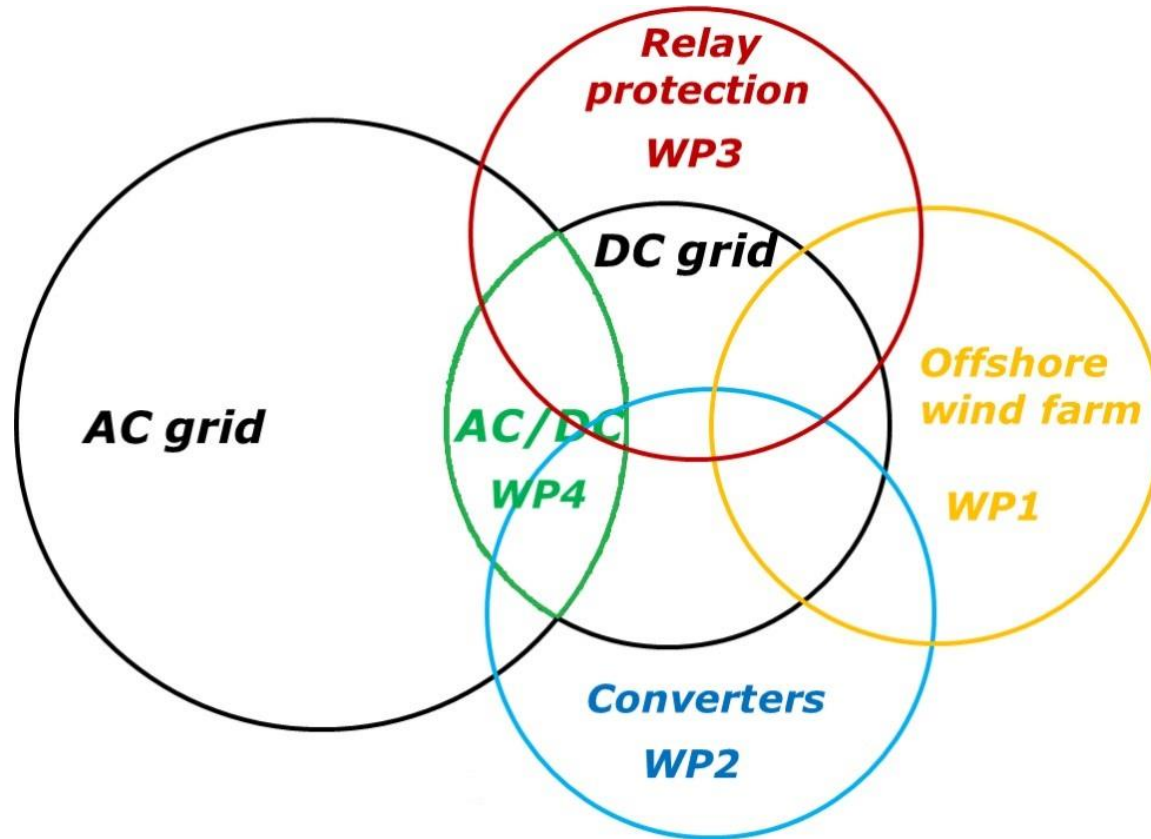 Relay
protection
WP3
DC grid
AC grid
AC/DC
WP4
Offshore
wind farm
WP1
Converters
WP2